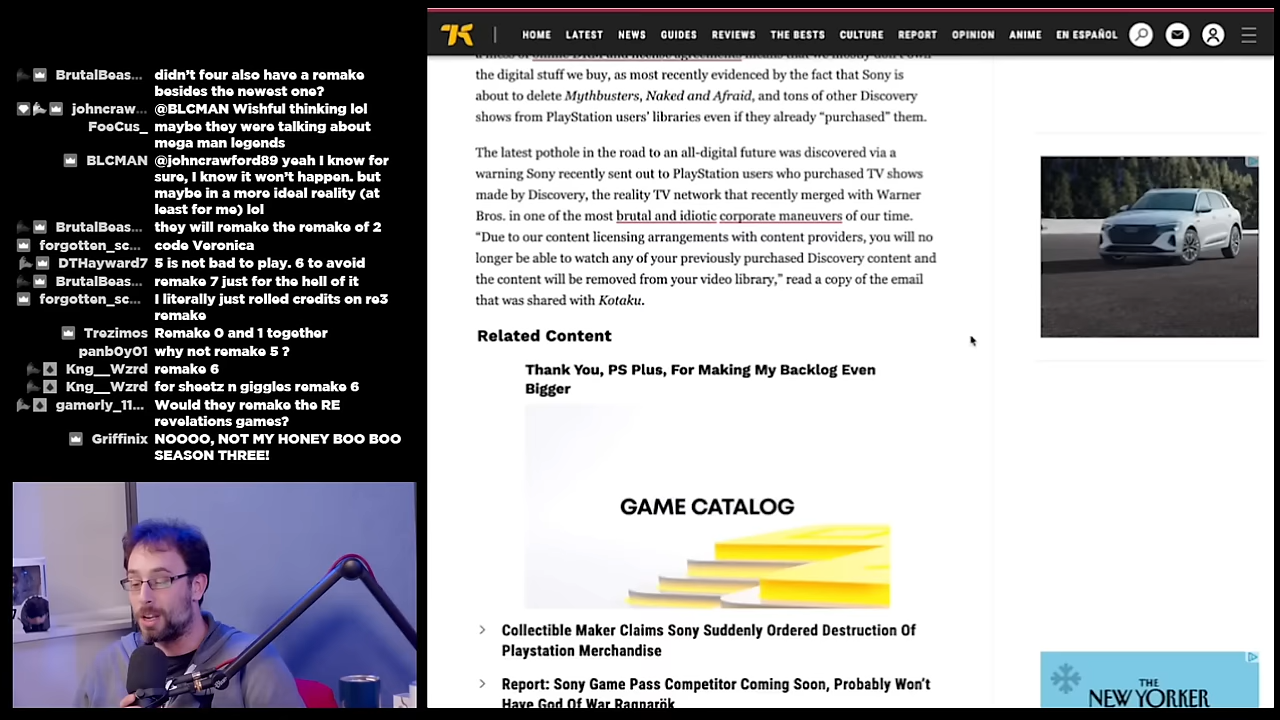 BrutalBeas... didn't four also have a remake
besides the newest one?
johncraw... @BLCMAN Wishful thinking lol
FoeCus_ maybe they were talking about
mega man legends
BLCMAN @johncrawford89 yeah I know for
sure, I know it won't happen. but
maybe in a more ideal reality (at
least for me) lol
BrutalBeas... they will remake the remake of 2
forgotten_sc... code Veronica
DTHayward7 5 is not bad to play. 6 to avoid
BrutalBeas... remake 7 just for the hell of it
forgotten_sc... I literally just rolled credits on re3
remake
Trezimos Remake 0 and 1 together
panb0y01 why not remake 5 ?
Kng__Wzrd remake 6
Kng__Wzrd for sheetz n giggles remake 6
gamerly_11... Would they remake the RE
revelations games?
Griffinix NOOOO, NOT MY HONEY BOO BOO
SEASON THREE!
HOME LATEST NEWS GUIDES REVIEWS THE BESTS CULTURE REPORT OPINION ANIME EN ESPAÑOL
a mess of online DRM and license agreements means that we mostly don't own
the digital stuff we buy, as most recently evidenced by the fact that Sony is
about to delete Mythbusters, Naked and Afraid, and tons of other Discovery
shows from PlayStation users' libraries even if they already “purchased” them.
The latest pothole in the road to an all-digital future was discovered via a
warning Sony recently sent out to PlayStation users who purchased TV shows
made by Discovery, the reality TV network that recently merged with Warner
Bros. in one of the most brutal and idiotic corporate maneuvers of our time.
“Due to our content licensing arrangements with content providers, you will no
longer be able to watch any of your previously purchased Discovery content and
the content will be removed from your video library,” read a copy of the email
that was shared with Kotaku.
Related Content
Thank You, PS Plus, For Making My Backlog Even
Bigger
GAME CATALOG
Collectible Maker Claims Sony Suddenly Ordered Destruction Of
Playstation Merchandise
Report: Sony Game Pass Competitor Coming Soon, Probably Won't
Have God Of War Ragnarök
THE
NEW YORKER